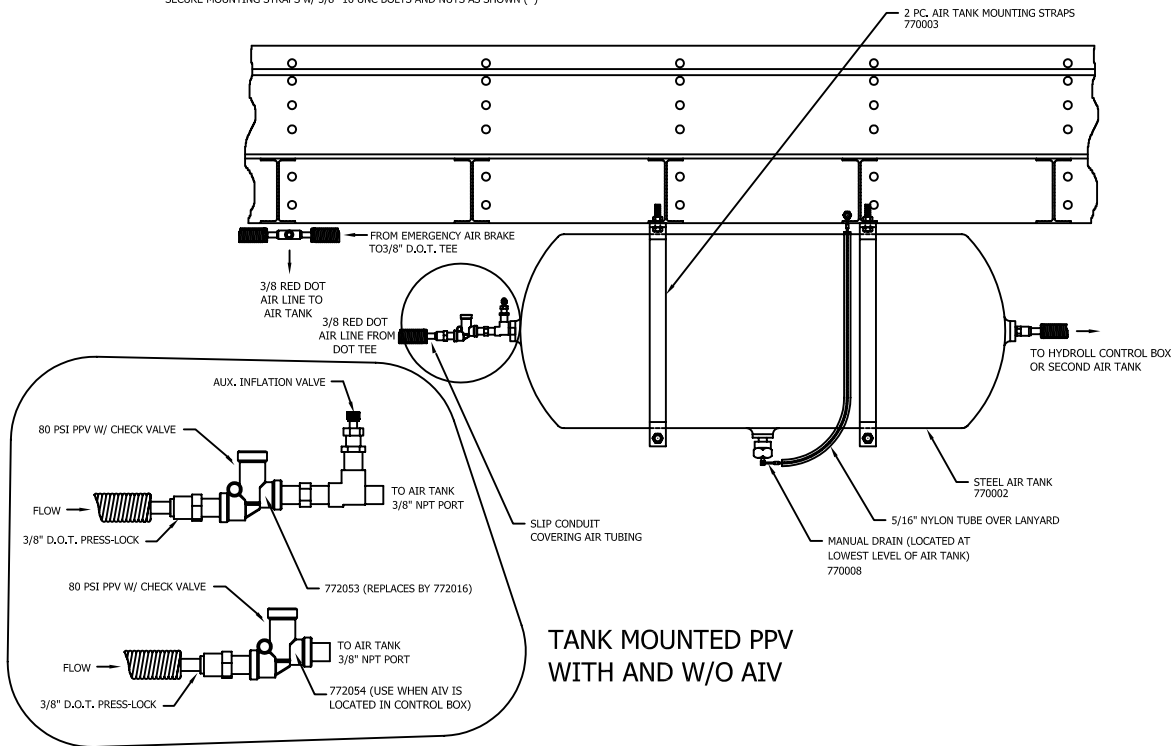 SECURE MOUNTING STRAPS W/ 3/8"-16 UNC BOLTS AND NUTS AS SHOWN (*)
2 PC. AIR TANK MOUNTING STRAPS
770003
FROM EMERGENCY AIR BRAKE
TO3/8" D.O.T. TEE
3/8 RED DOT
AIR LINE TO
AIR TANK
3/8 RED DOT
AIR LINE FROM
DOT TEE
TO HYDROLL CONTROL BOX
OR SECOND AIR TANK
AUX. INFLATION VALVE
80 PSI PPV W/ CHECK VALVE
TO AIR TANK
3/8" NPT PORT
FLOW
3/8" D.O.T. PRESS-LOCK
772053 (REPLACES BY 772016)
SLIP CONDUIT
COVERING AIR TUBING
STEEL AIR TANK
770002
5/16" NYLON TUBE OVER LANYARD
MANUAL DRAIN (LOCATED AT
LOWEST LEVEL OF AIR TANK)
770008
80 PSI PPV W/ CHECK VALVE
TO AIR TANK
3/8" NPT PORT
FLOW
3/8" D.O.T. PRESS-LOCK
772054 (USE WHEN AIV IS
LOCATED IN CONTROL BOX)
TANK MOUNTED PPV
WITH AND W/O AIV